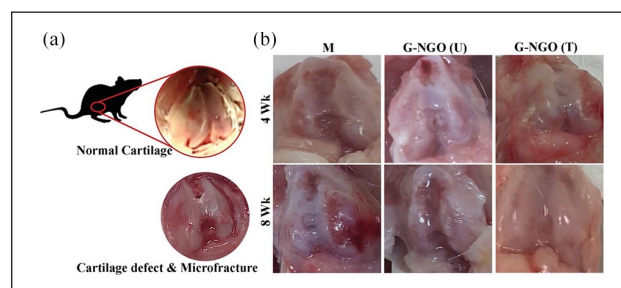 (a)
Normal Cartilage
Cartilage defect & Microfracture
(b)
M G-NGO (U) G-NGO (T)
4 Wk
8 Wk